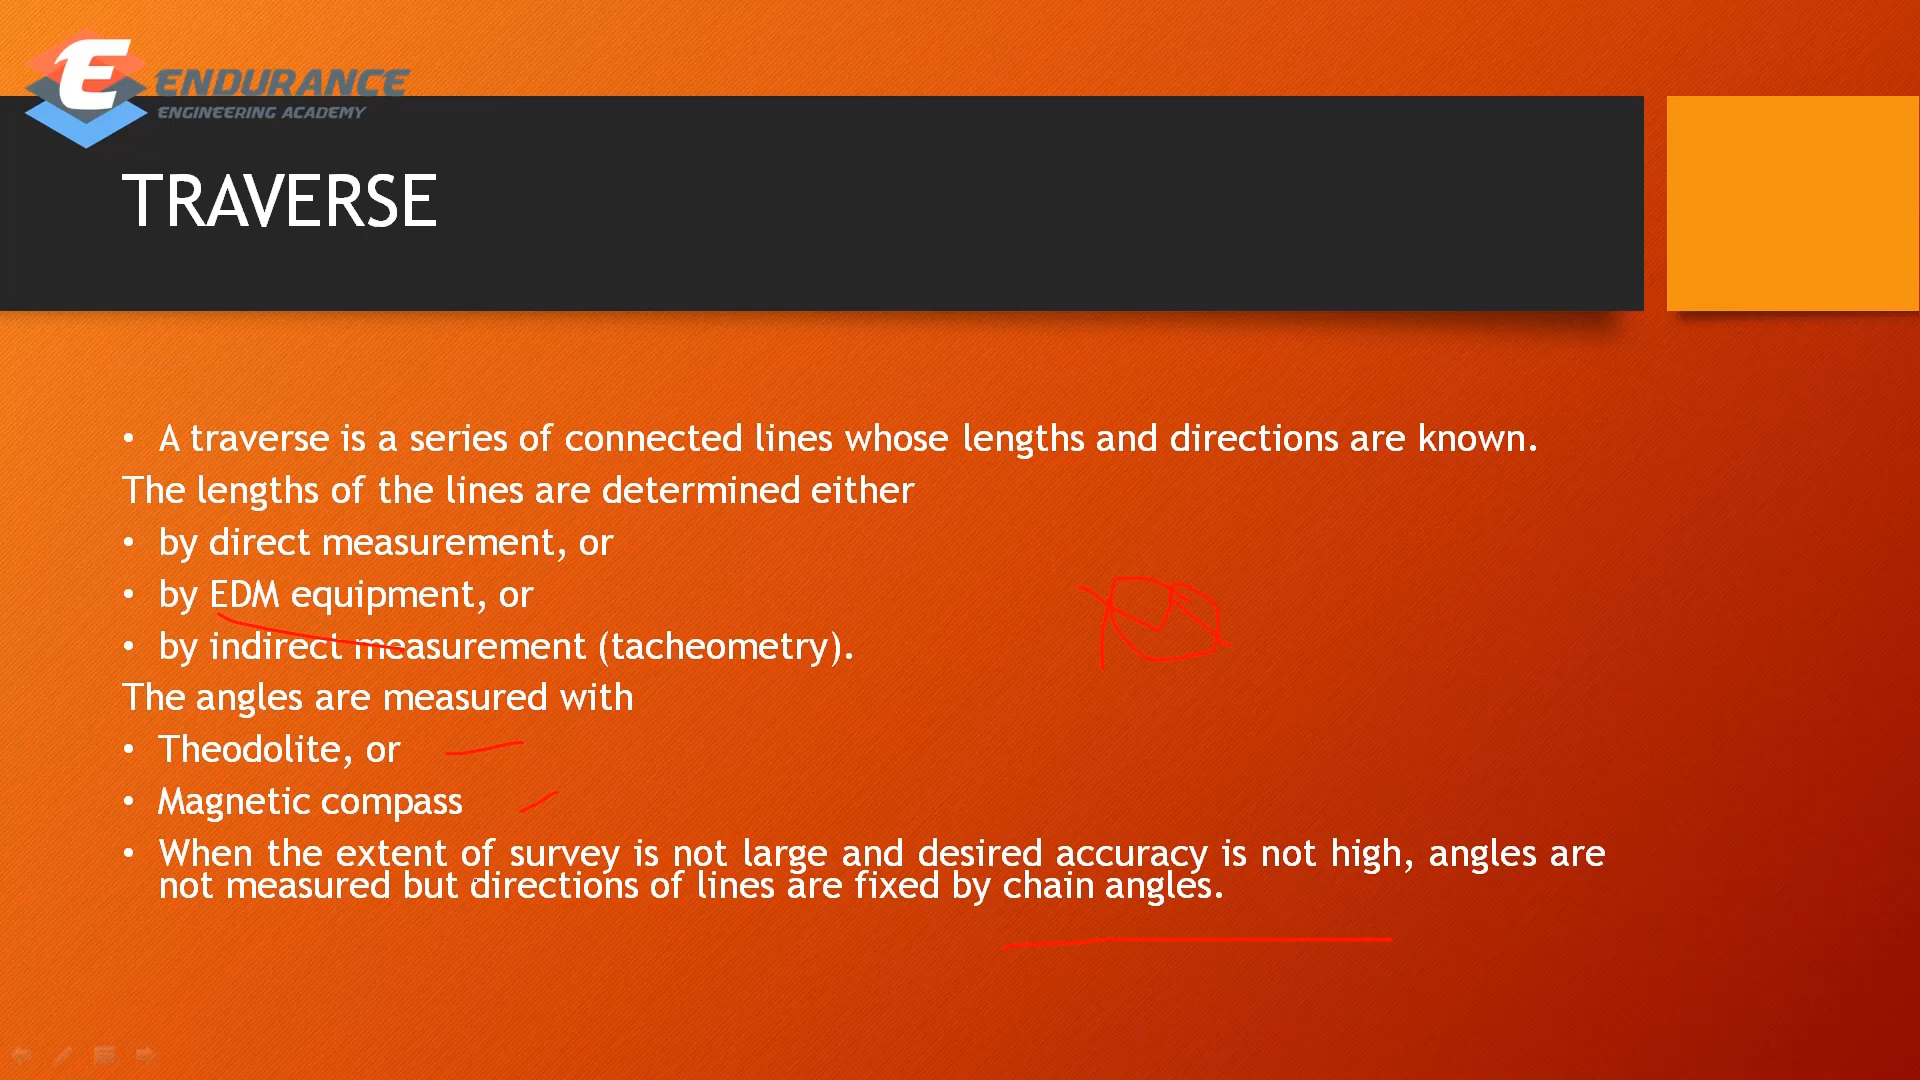 ENDURANCE
ENGINEERING ACADEMY
TRAVERSE
• A traverse is a series of connected lines whose lengths and directions are known.
The lengths of the lines are determined either
• by direct measurement, or
• by EDM equipment, or
• by indirect measurement (tacheometry).
The angles are measured with
• Theodolite, or
• Magnetic compass
• When the extent of survey is not large and desired accuracy is not high, angles are
not measured but directions of lines are fixed by chain angles.